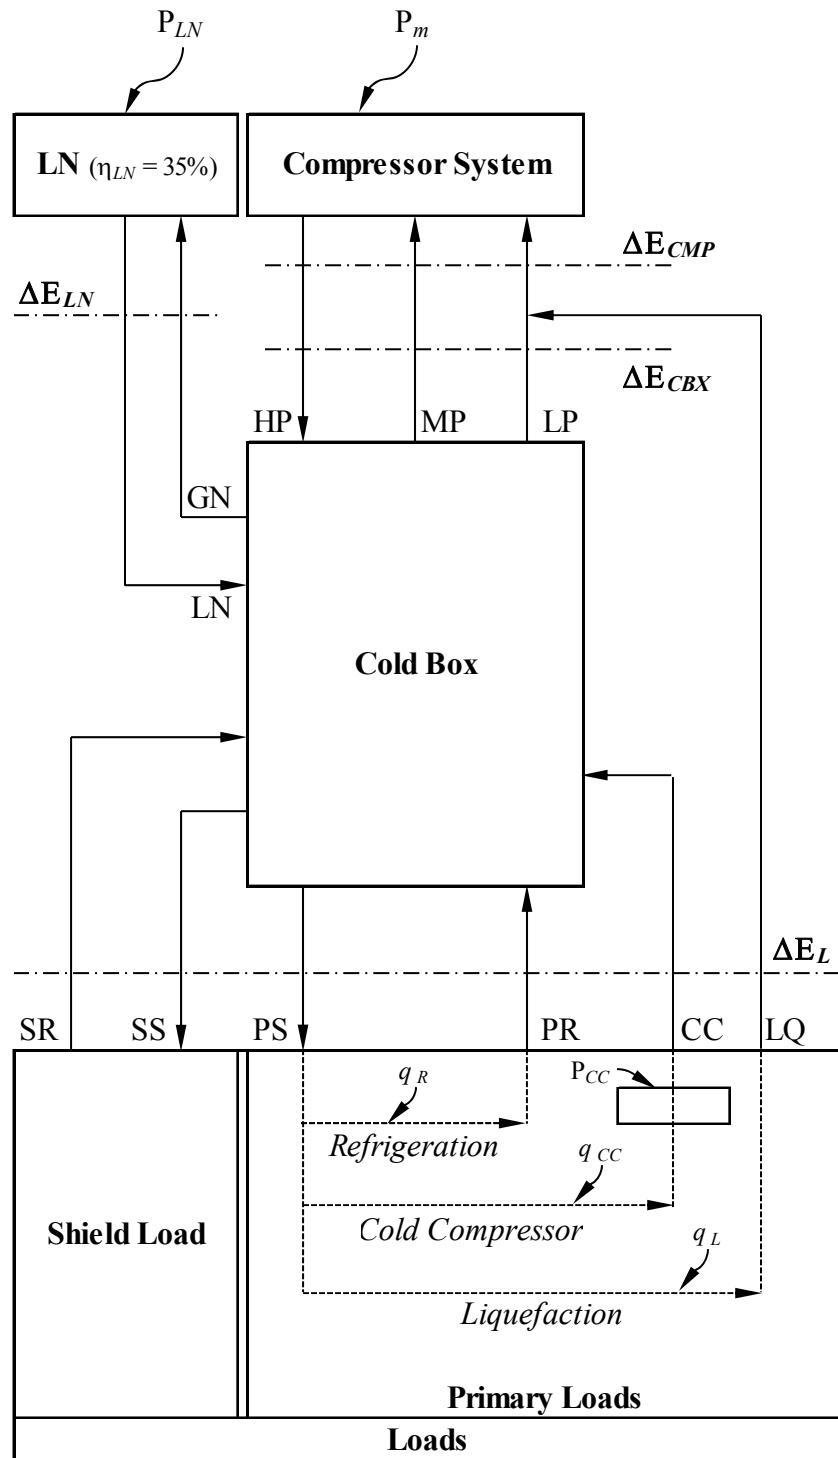 P_LN
P_m
LN (η_LN = 35%)
Compressor System
ΔE_CMP
ΔE_LN
ΔE_CBX
HP
MP
LP
GN
LN
Cold Box
ΔE_L
SR
SS
PS
PR
CC
LQ
q_R
P_CC
Refrigeration
q_CC
Cold Compressor
Shield Load
q_L
Liquefaction
Primary Loads
Loads